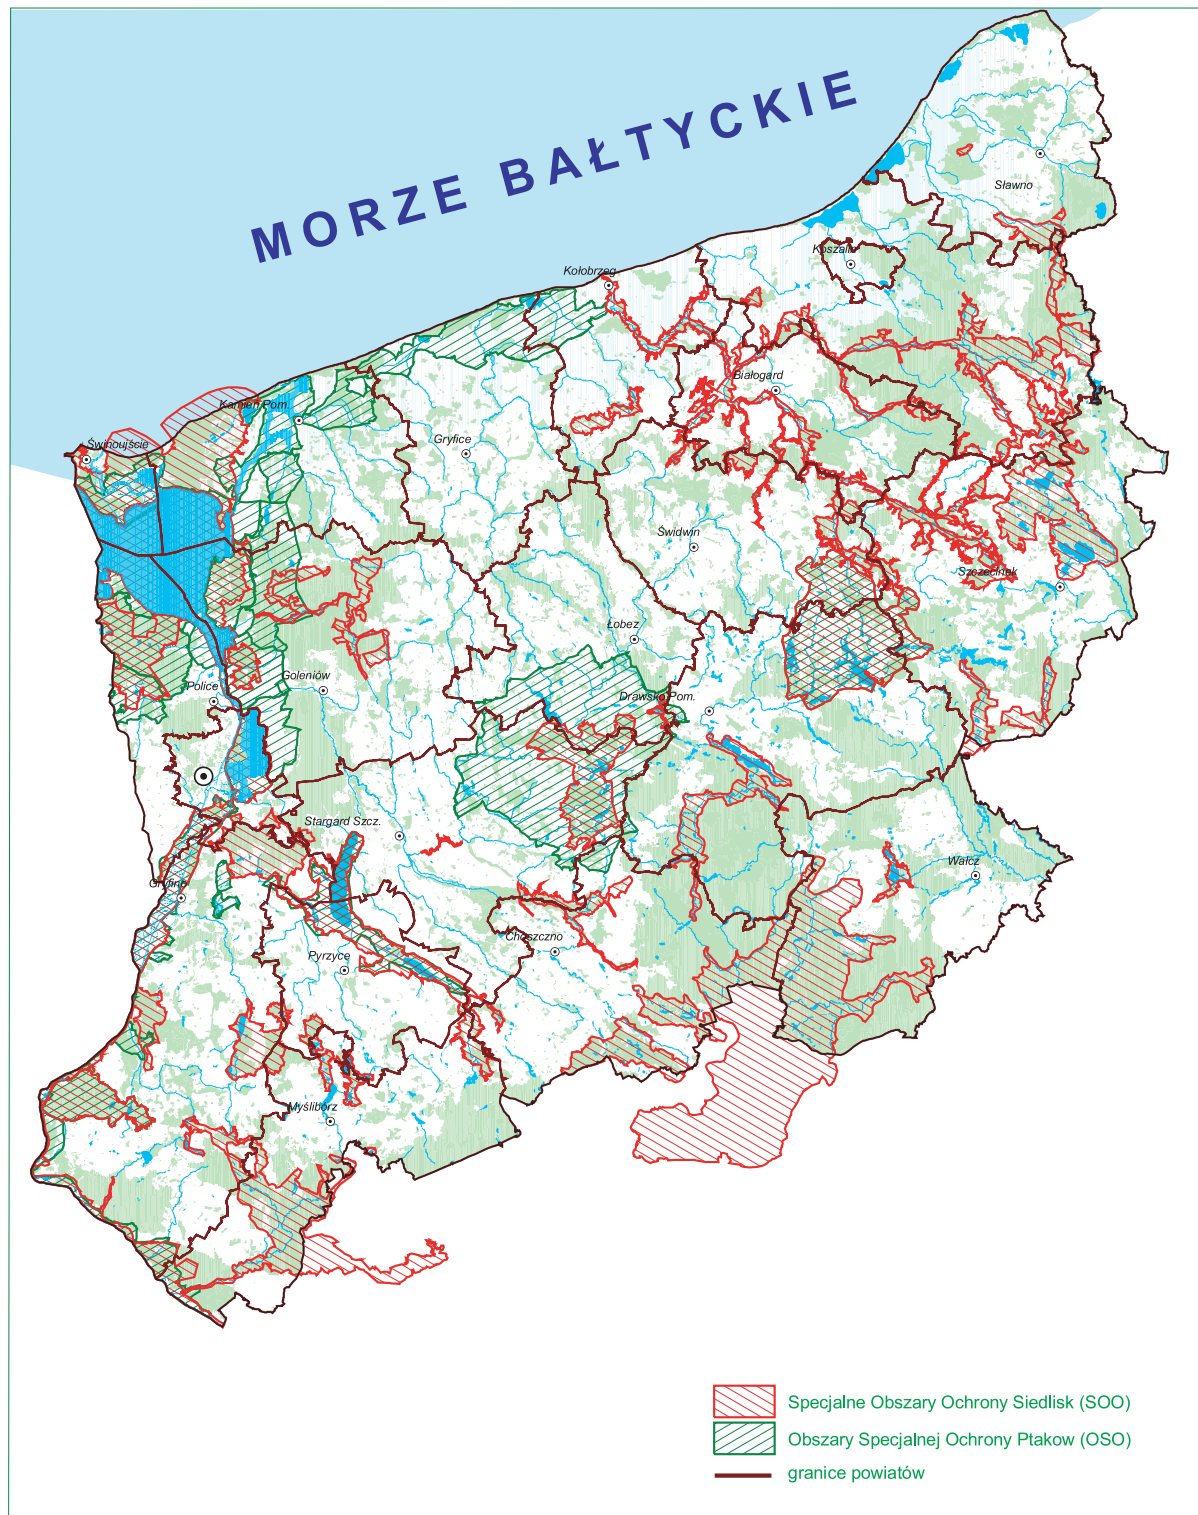 MORZE BAŁTYCKIE
Sławno
Koszalin
Kołobrzeg
Białogard
Kamień Pom.
Świnoujście
Gryfice
Świdwin
Szczecinek
Łobez
Police
Goleniów
Drawsko Pom.
Stargard Szcz.
Wałcz
Gryfino
Choszczno
Pyrzyce
Myślibórz
Specjalne Obszary Ochrony Siedlisk (SOO)
Obszary Specjalnej Ochrony Ptakow (OSO)
granice powiatów